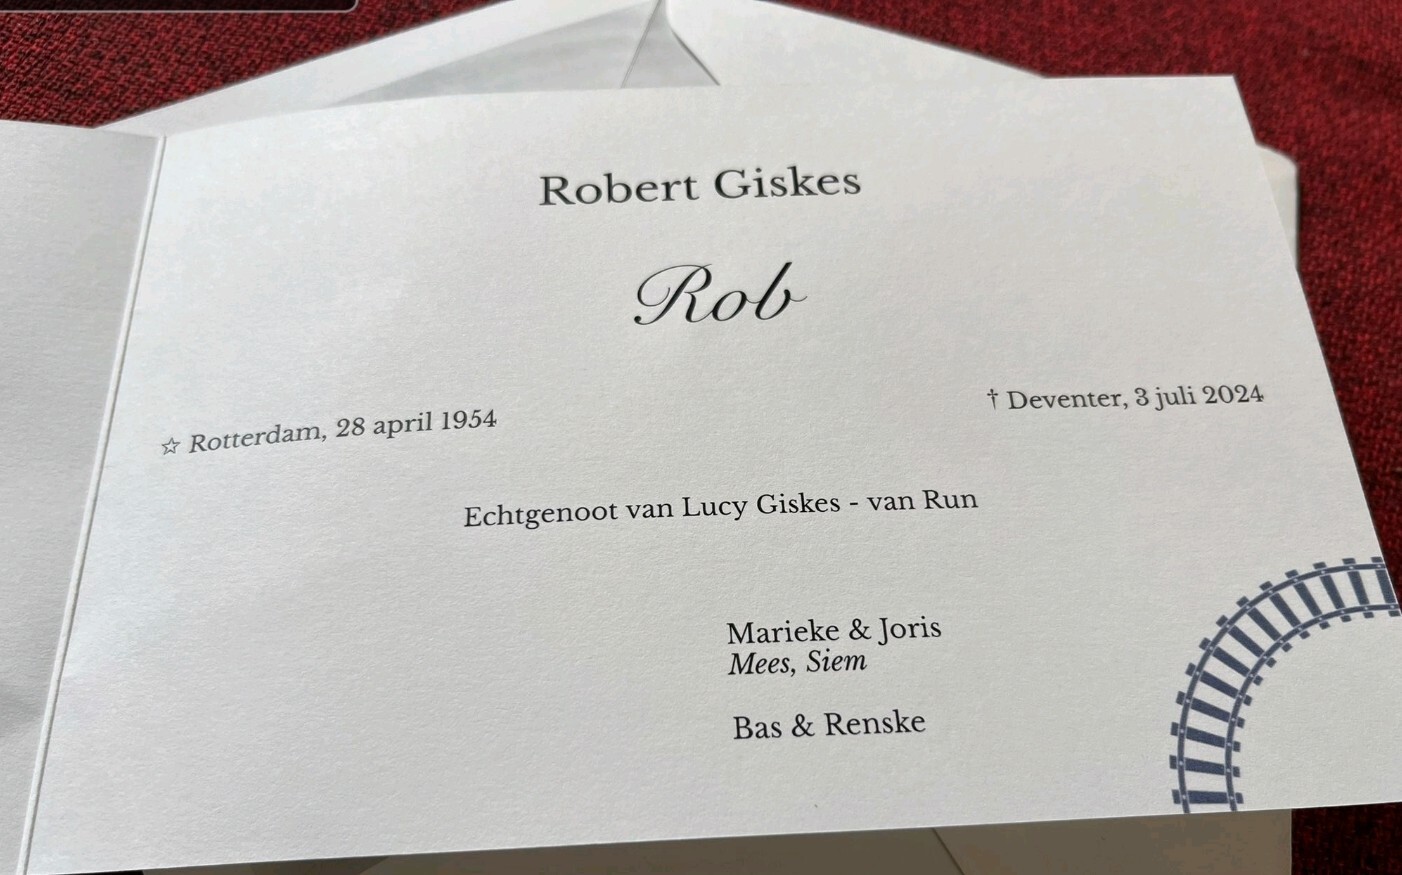 Robert Giskes
Rob
☆ Rotterdam, 28 april 1954
† Deventer, 3 juli 2024
Echtgenoot van Lucy Giskes - van Run
Marieke & Joris
Mees, Siem
Bas & Renske